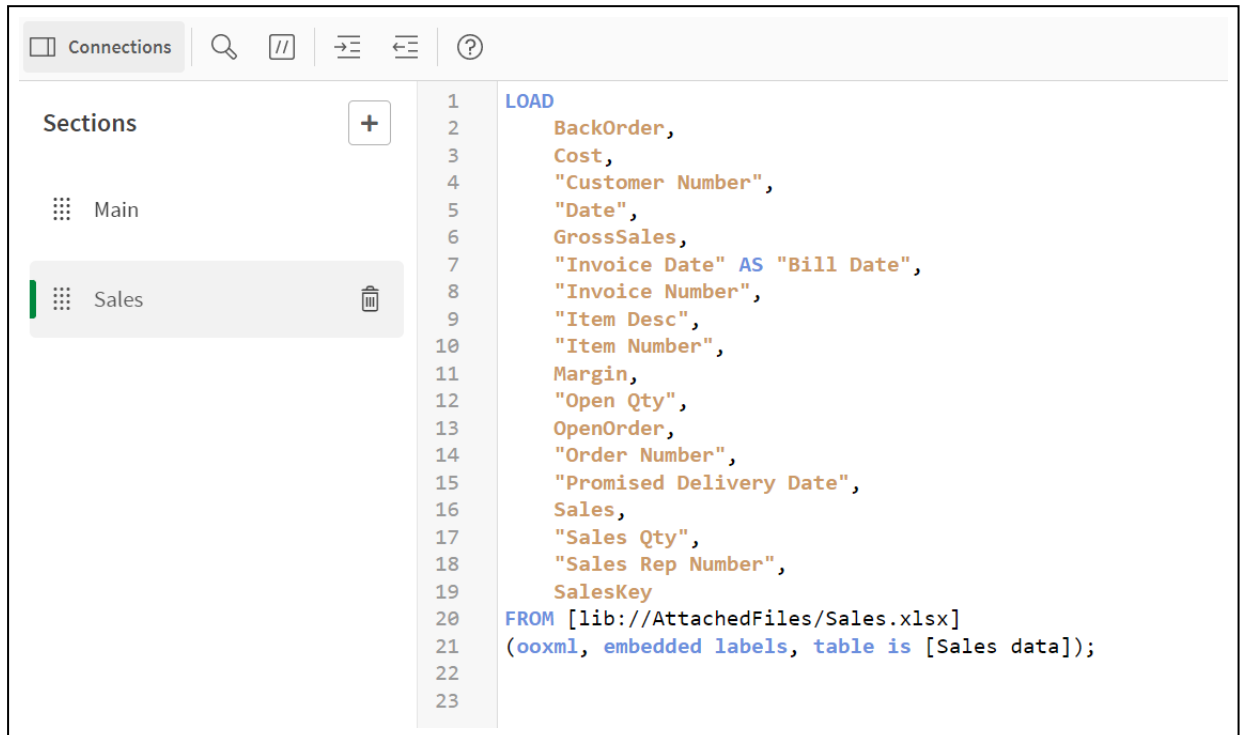 Connections
Sections
+
Main
Sales
1 LOAD
2 BackOrder,
3 Cost,
4 "Customer Number",
5 "Date",
6 GrossSales,
7 "Invoice Date" AS "Bill Date",
8 "Invoice Number",
9 "Item Desc",
10 "Item Number",
11 Margin,
12 "Open Qty",
13 OpenOrder,
14 "Order Number",
15 "Promised Delivery Date",
16 Sales,
17 "Sales Qty",
18 "Sales Rep Number",
19 SalesKey
20 FROM [lib://AttachedFiles/Sales.xlsx]
21 (ooxml, embedded labels, table is [Sales data]);
22
23